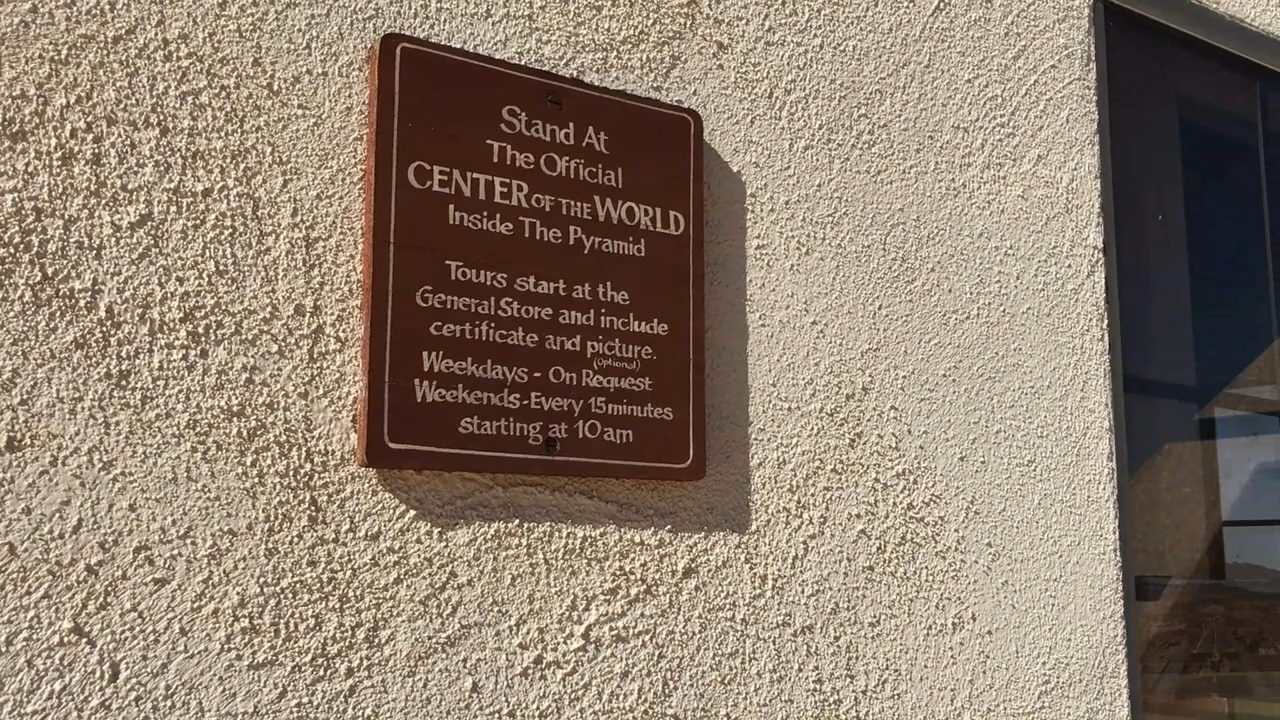 Stand At
The Official
CENTER OF THE WORLD
Inside The Pyramid
Tours start at the
General Store and include
certificate and picture.
(Optional)
Weekdays - On Request
Weekends - Every 15 minutes
starting at 10 am